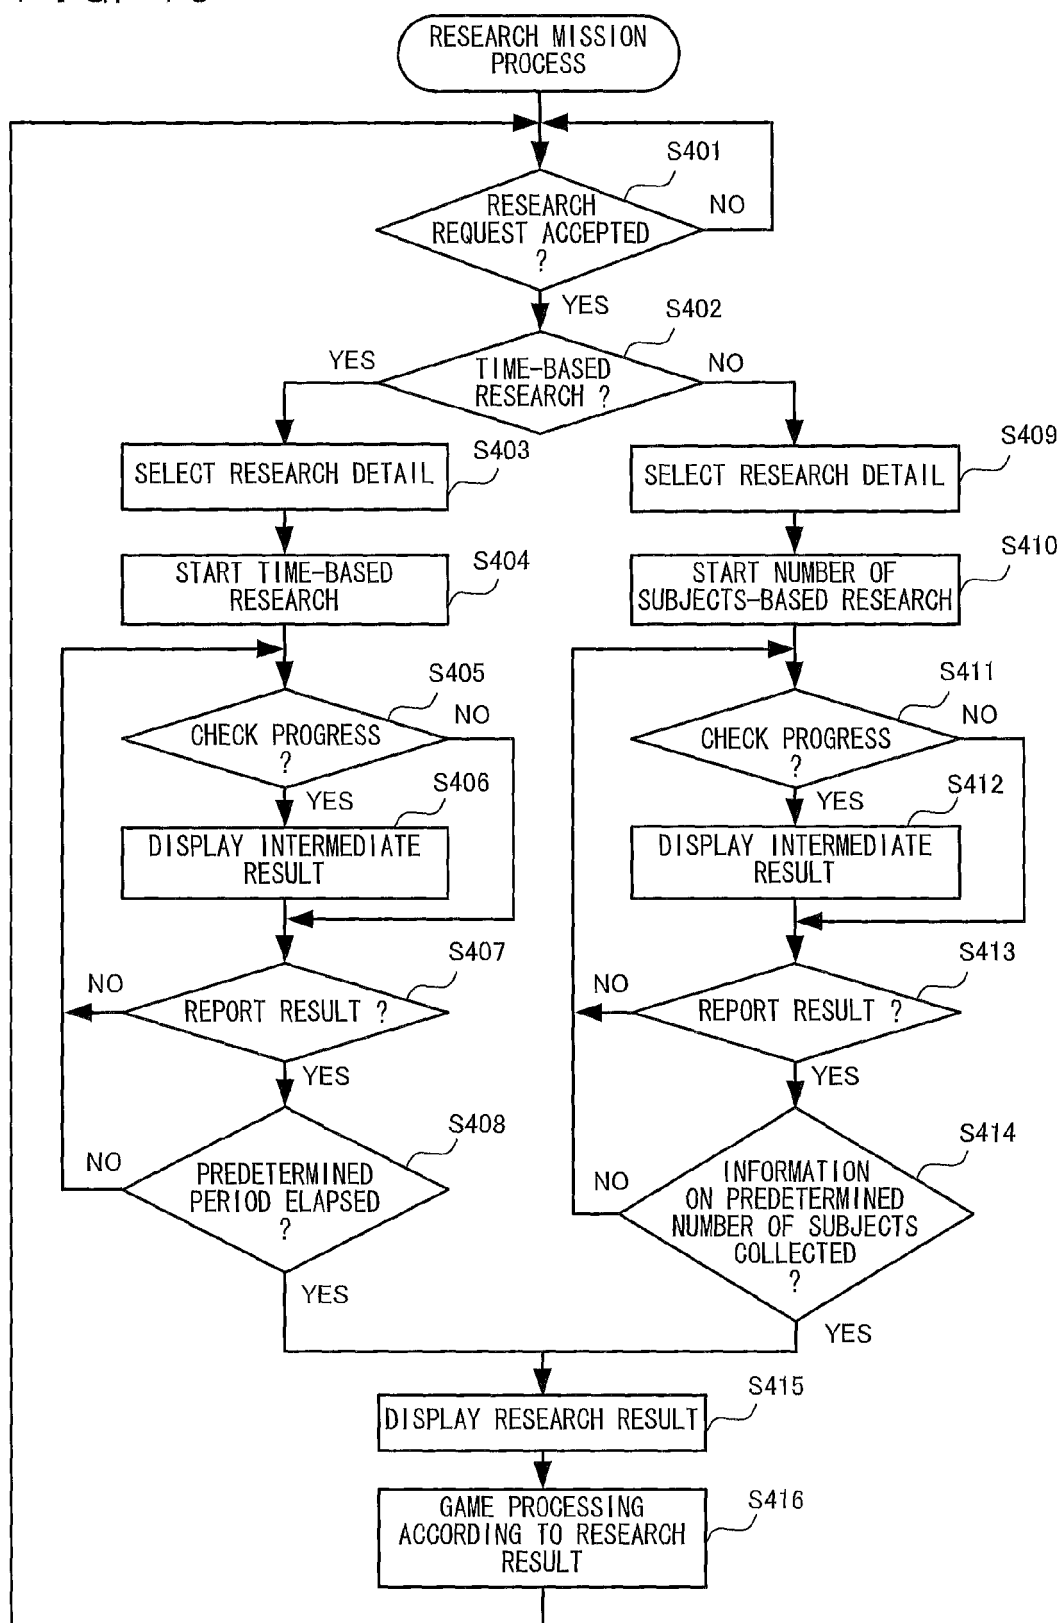 RESEARCH MISSION
PROCESS
S401
RESEARCH
REQUEST ACCEPTED
?
NO
YES
S402
YES
TIME-BASED
RESEARCH ?
NO
S403
SELECT RESEARCH DETAIL
S409
SELECT RESEARCH DETAIL
S404
START TIME-BASED
RESEARCH
S410
START NUMBER OF
SUBJECTS-BASED RESEARCH
S405
CHECK PROGRESS
?
NO
YES
S411
CHECK PROGRESS
?
NO
YES
S406
DISPLAY INTERMEDIATE
RESULT
S412
DISPLAY INTERMEDIATE
RESULT
S407
NO
REPORT RESULT ?
YES
S413
NO
REPORT RESULT ?
YES
S408
NO
PREDETERMINED
PERIOD ELAPSED
?
YES
S414
NO
INFORMATION
ON PREDETERMINED
NUMBER OF SUBJECTS
COLLECTED
?
YES
S415
DISPLAY RESEARCH RESULT
S416
GAME PROCESSING
ACCORDING TO RESEARCH
RESULT